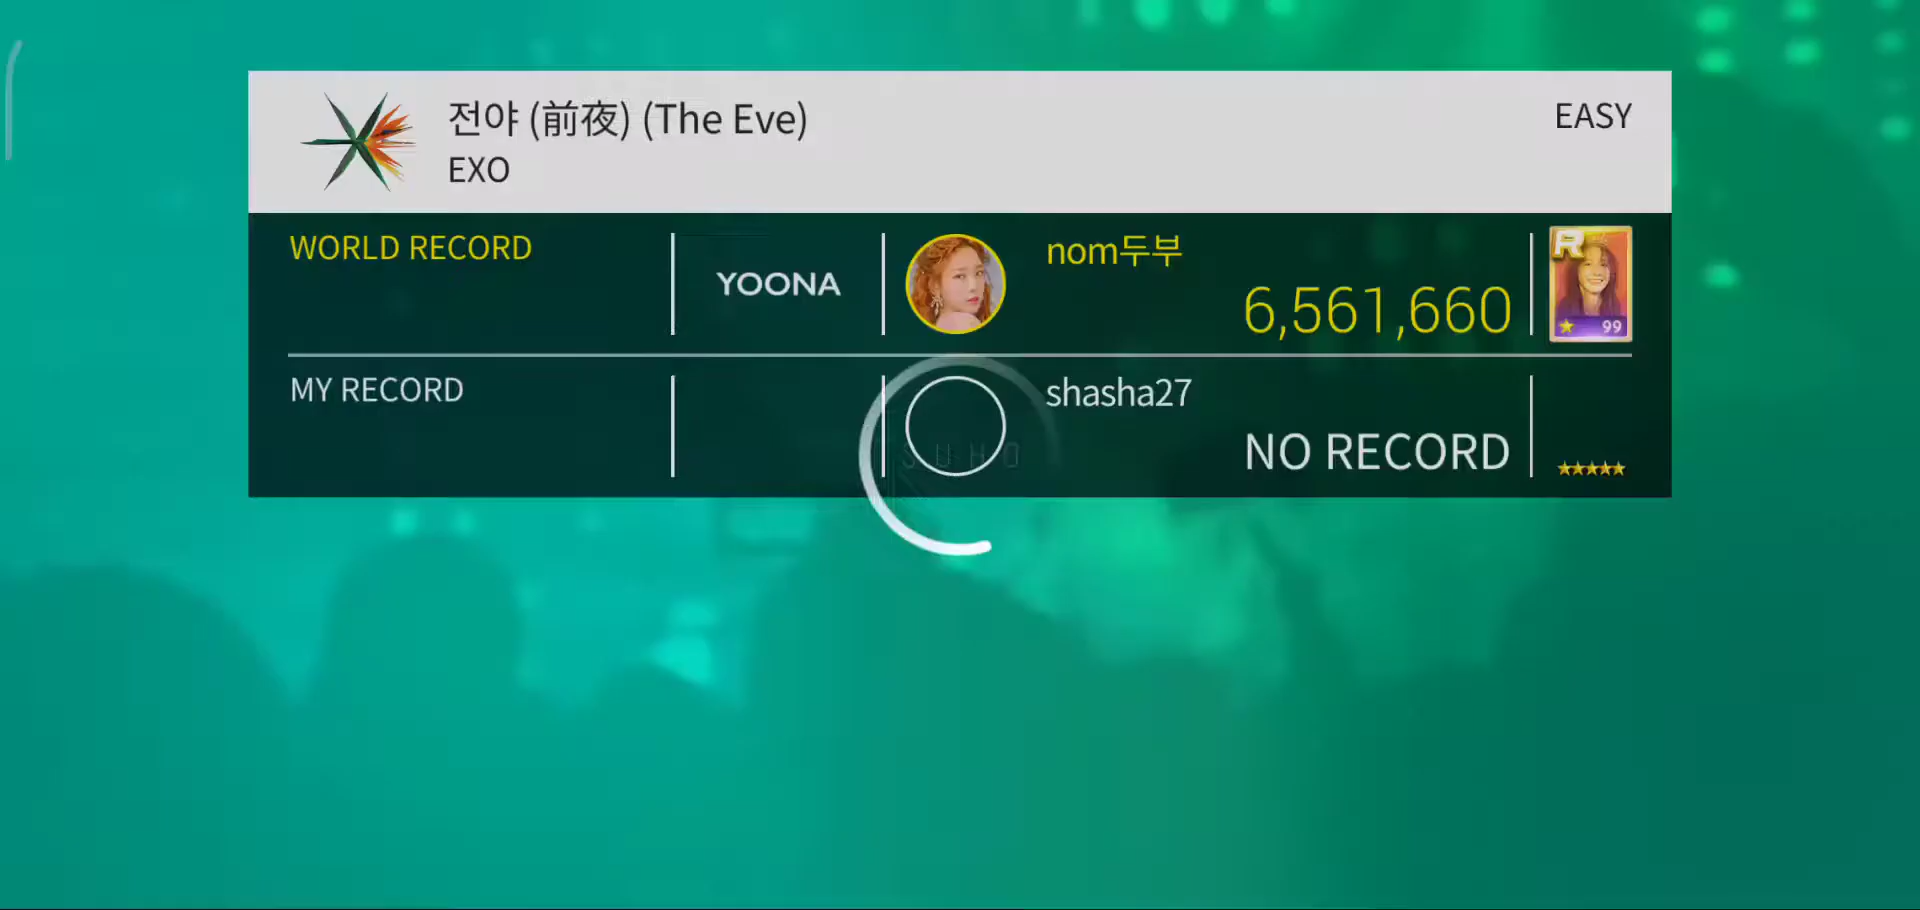 전야 (前夜) (The Eve)
EXO
EASY
WORLD RECORD
YOONA
nom두부
6,561,660
R
99
MY RECORD
shasha27
SUHO
NO RECORD